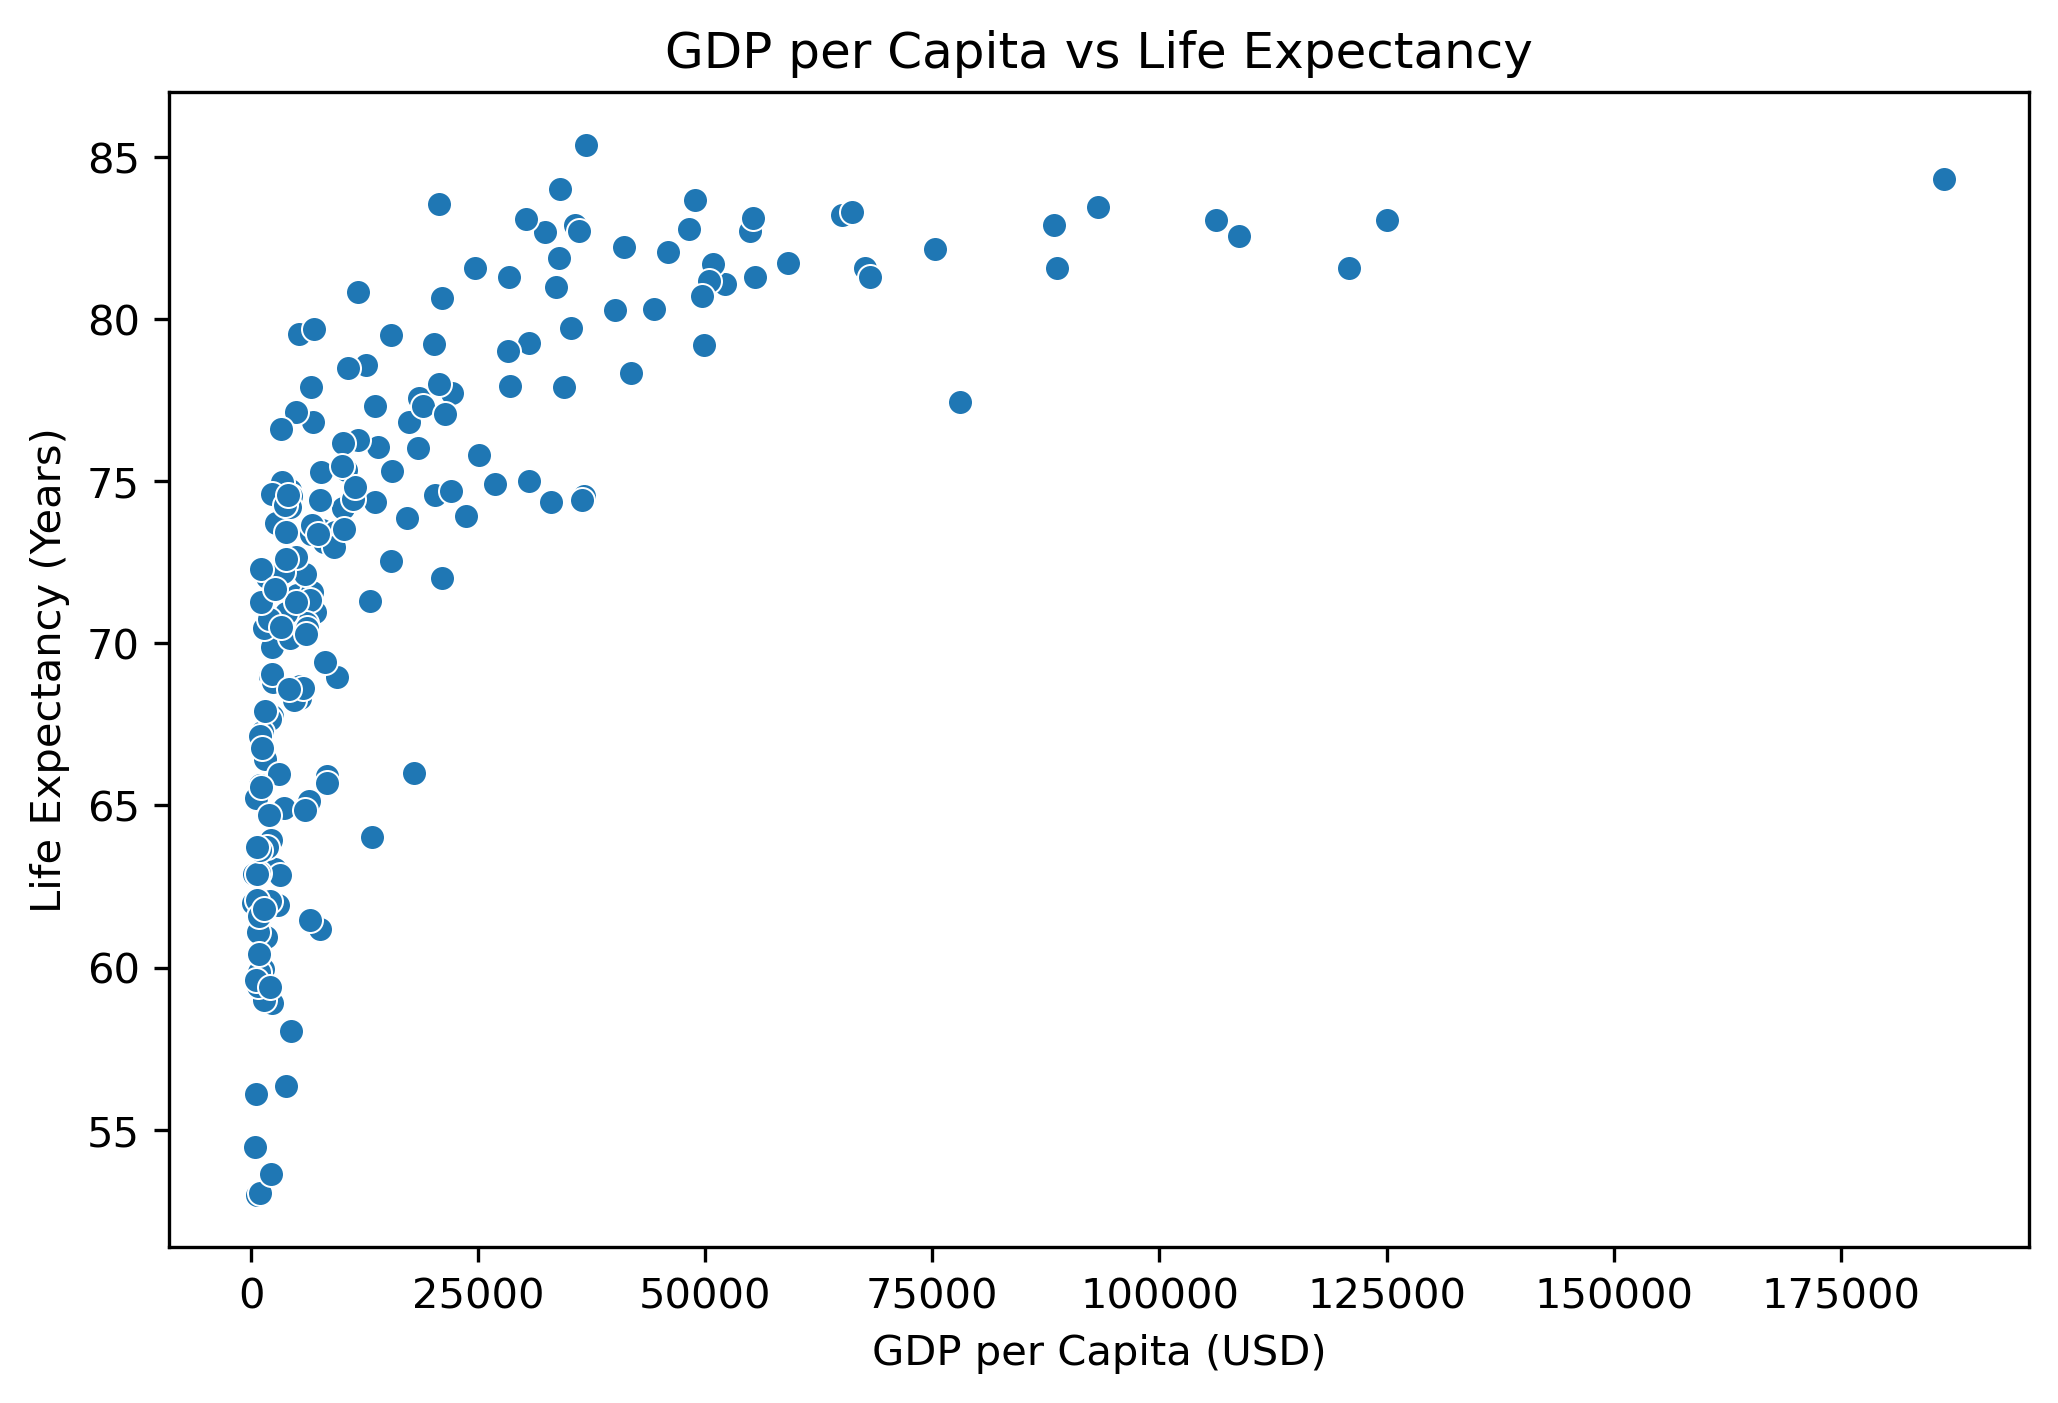 GDP per Capita vs Life Expectancy
85
80
75
70
65
60
55
Life Expectancy (Years)
0 25000 50000 75000 100000 125000 150000 175000
GDP per Capita (USD)